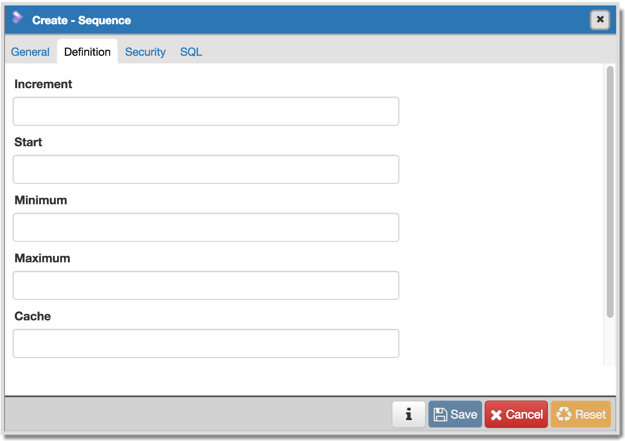 Create - Sequence
General Definition Security SQL
Increment
Start
Minimum
Maximum
Cache
i Save Cancel Reset